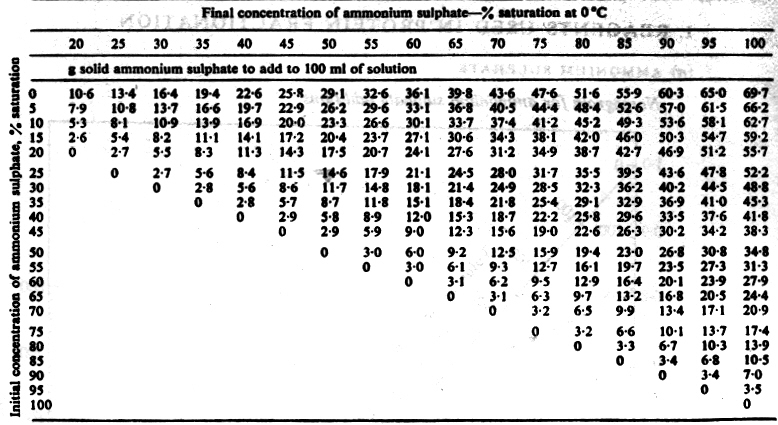 Final concentration of ammonium sulphate—% saturation at 0°C
20 25 30 35 40 45 50 55 60 65 70 75 80 85 90 95 100
g solid ammonium sulphate to add to 100 ml of solution
Initial concentration of ammonium sulphate, % saturation
0 10·6 13·4 16·4 19·4 22·6 25·8 29·1 32·6 36·1 39·8 43·6 47·6 51·6 55·9 60·3 65·0 69·7
5 7·9 10·8 13·7 16·6 19·7 22·9 26·2 29·6 33·1 36·8 40·5 44·4 48·4 52·6 57·0 61·5 66·2
10 5·3 8·1 10·9 13·9 16·9 20·0 23·3 26·6 30·1 33·7 37·4 41·2 45·2 49·3 53·6 58·1 62·7
15 2·6 5·4 8·2 11·1 14·1 17·2 20·4 23·7 27·1 30·6 34·3 38·1 42·0 46·0 50·3 54·7 59·2
20 0 2·7 5·5 8·3 11·3 14·3 17·5 20·7 24·1 27·6 31·2 34·9 38·7 42·7 46·9 51·2 55·7
25 0 2·7 5·6 8·4 11·5 14·6 17·9 21·1 24·5 28·0 31·7 35·5 39·5 43·6 47·8 52·2
30 0 2·8 5·6 8·6 11·7 14·8 18·1 21·4 24·9 28·5 32·3 36·2 40·2 44·5 48·8
35 0 2·8 5·7 8·7 11·8 15·1 18·4 21·8 25·4 29·1 32·9 36·9 41·0 45·3
40 0 2·9 5·8 8·9 12·0 15·3 18·7 22·2 25·8 29·6 33·5 37·6 41·8
45 0 2·9 5·9 9·0 12·3 15·6 19·0 22·6 26·3 30·2 34·2 38·3
50 0 3·0 6·0 9·2 12·5 15·9 19·4 23·0 26·8 30·8 34·8
55 0 3·0 6·1 9·3 12·7 16·1 19·7 23·5 27·3 31·3
60 0 3·1 6·2 9·5 12·9 16·4 20·1 23·9 27·9
65 0 3·1 6·3 9·7 13·2 16·8 20·5 24·4
70 0 3·2 6·5 9·9 13·4 17·1 20·9
75 0 3·2 6·6 10·1 13·7 17·4
80 0 3·3 6·7 10·3 13·9
85 0 3·4 6·8 10·5
90 0 3·4 7·0
95 0 3·5
100 0